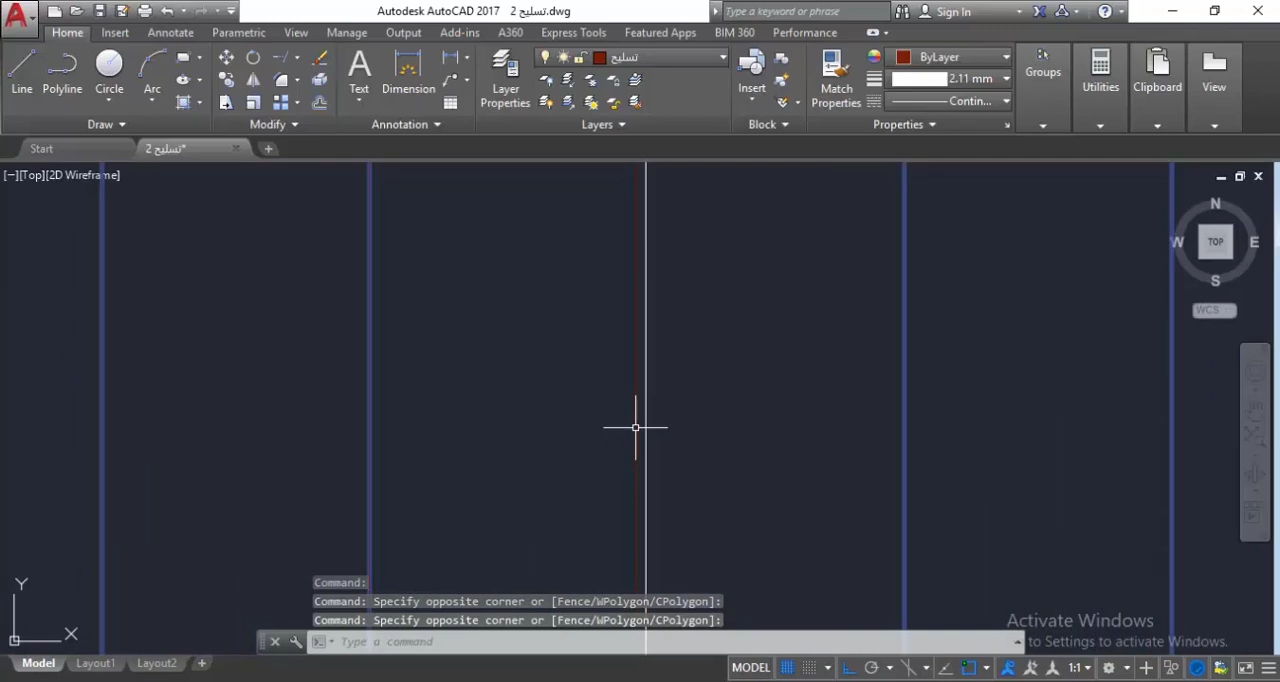 Autodesk AutoCAD 2017 تسليح 2.dwg
Type a keyword or phrase
Sign In
Home Insert Annotate Parametric View Manage Output Add-ins A360 Express Tools Featured Apps BIM 360 Performance
Line Polyline Circle Arc
Text Dimension
Layer Properties
تسليح
Insert
Match Properties
ByLayer
2.11 mm
Contin...
Groups Utilities Clipboard View
Draw Modify Annotation Layers Block Properties
Start
تسليح 2*
[−][Top][2D Wireframe]
N
W TOP E
S
WCS
Command:
Command: Specify opposite corner or [Fence/WPolygon/CPolygon]:
Command: Specify opposite corner or [Fence/WPolygon/CPolygon]:
Type a command
Y
X
Activate Windows
to Settings to activate Windows.
Model Layout1 Layout2
MODEL 1:1